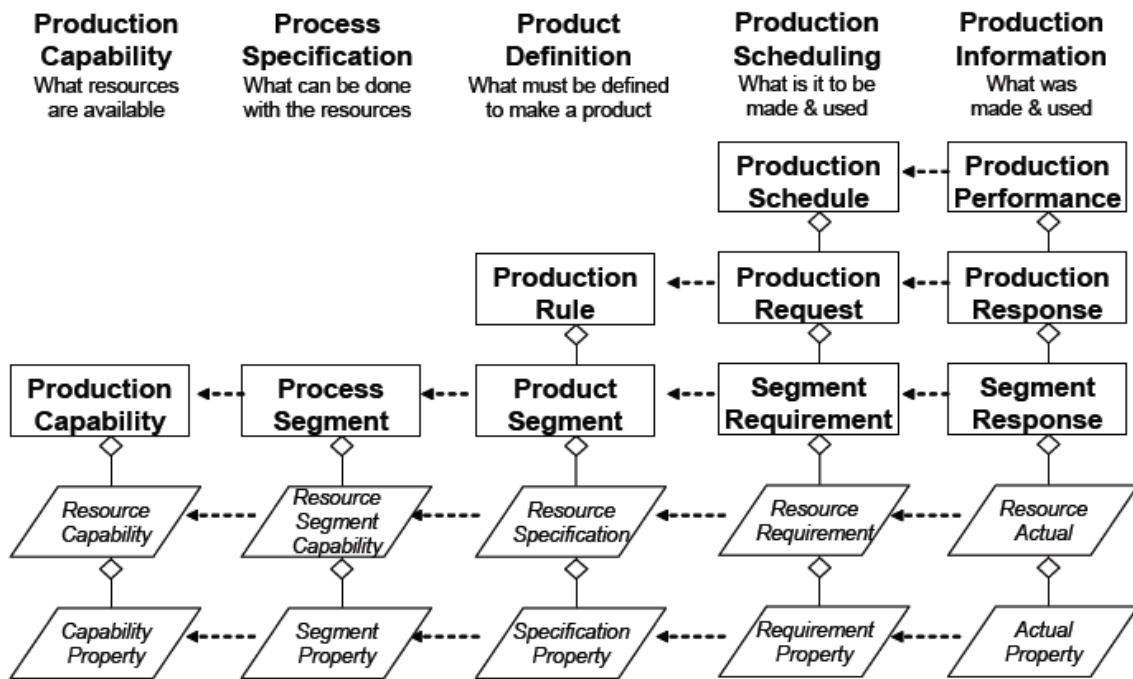 Production
Capability
What resources
are available
Process
Specification
What can be done
with the resources
Product
Definition
What must be defined
to make a product
Production
Scheduling
What is it to be
made & used
Production
Information
What was
made & used
Production
Schedule
Production
Performance
Production
Rule
Production
Request
Production
Response
Production
Capability
Process
Segment
Product
Segment
Segment
Requirement
Segment
Response
Resource
Capability
Resource
Segment
Capability
Resource
Specification
Resource
Requirement
Resource
Actual
Capability
Property
Segment
Property
Specification
Property
Requirement
Property
Actual
Property